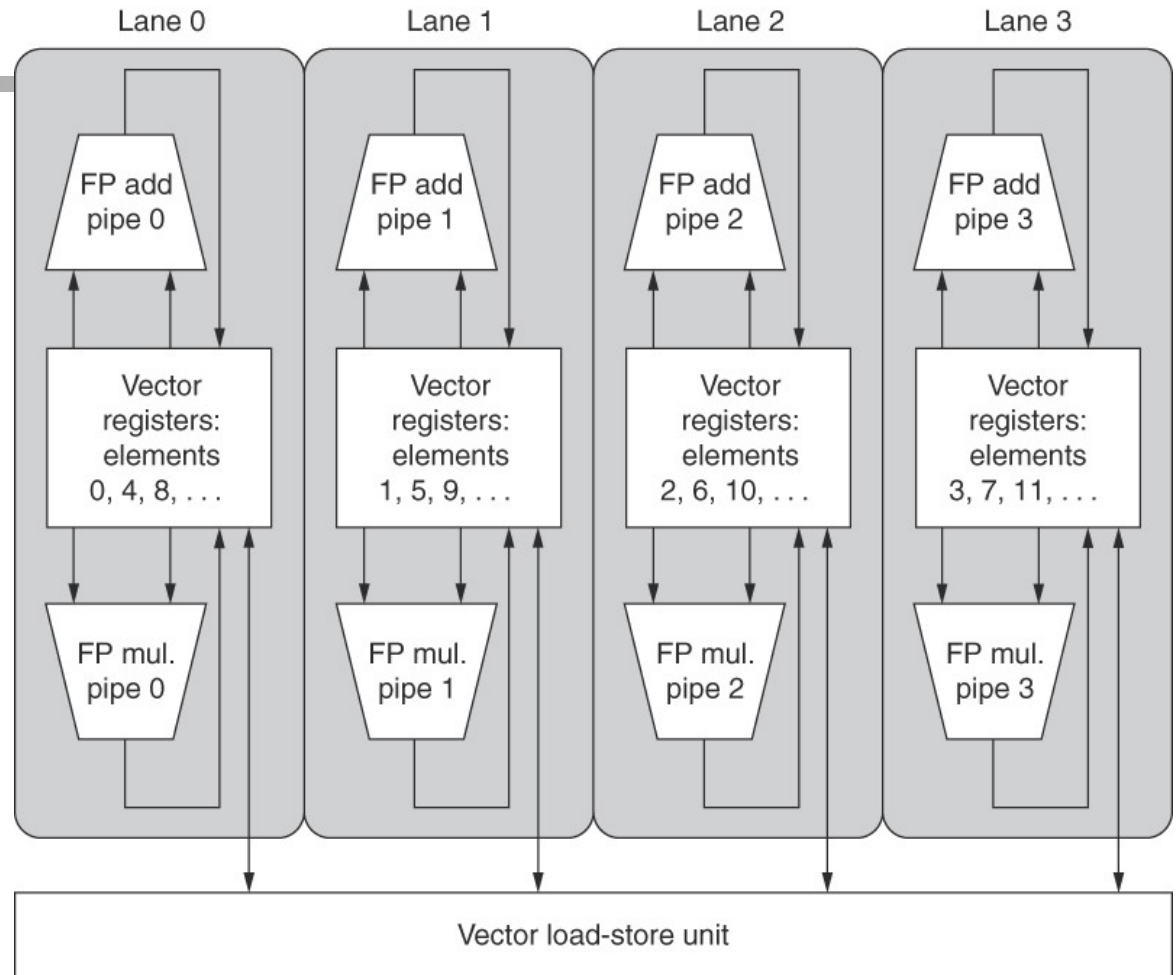 Lane 0
Lane 1
Lane 2
Lane 3
FP add
pipe 0
FP add
pipe 1
FP add
pipe 2
FP add
pipe 3
Vector
registers:
elements
0, 4, 8, . . .
Vector
registers:
elements
1, 5, 9, . . .
Vector
registers:
elements
2, 6, 10, . . .
Vector
registers:
elements
3, 7, 11, . . .
FP mul.
pipe 0
FP mul.
pipe 1
FP mul.
pipe 2
FP mul.
pipe 3
Vector load-store unit